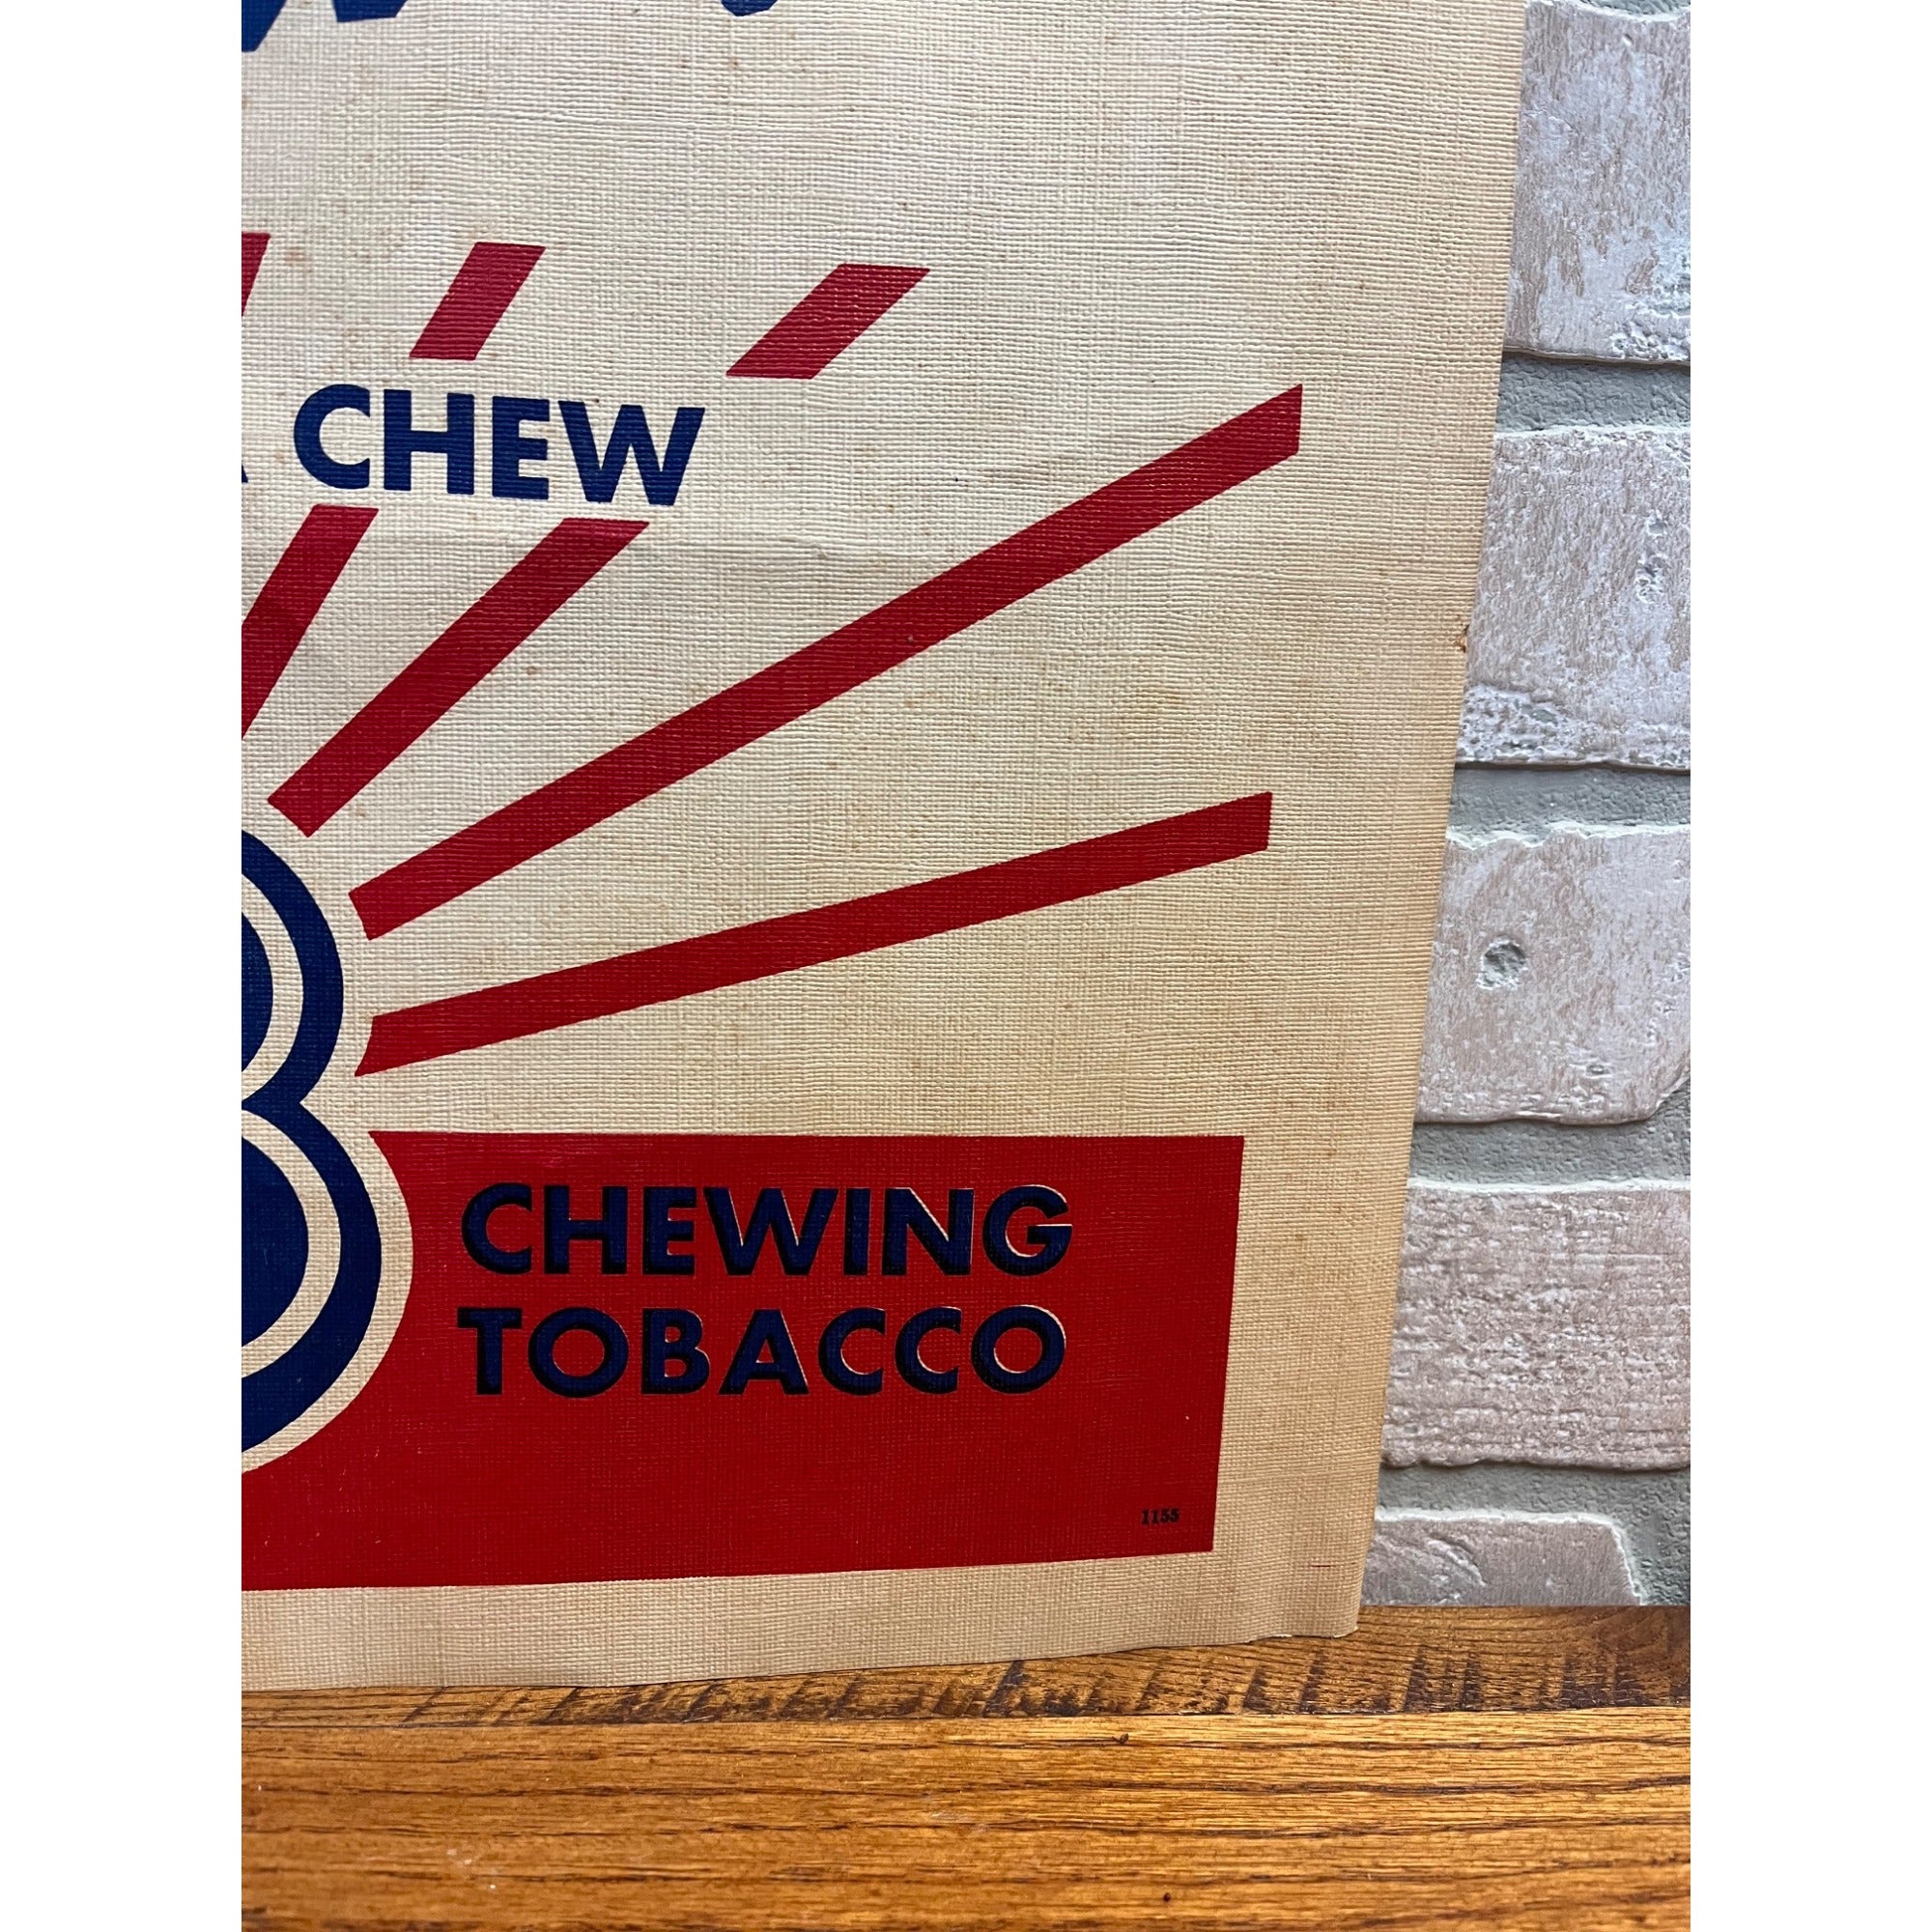 A CHEW
CHEWING
TOBACCO
1155